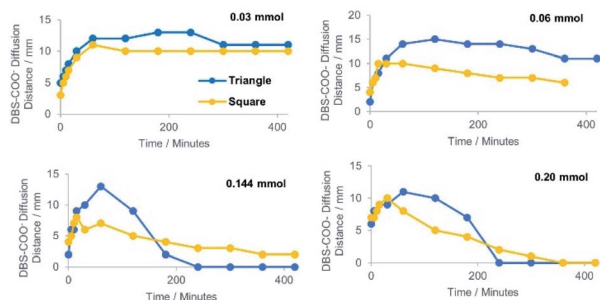 0.03 mmol
DBS-COO⁻ Diffusion
Distance / mm
15
10
5
0
0
200
400
Time / Minutes
Triangle
Square
0.06 mmol
DBS-COO- Diffusion
Distance / mm
20
15
10
5
0
0
200
400
Time / Minutes
0.144 mmol
DBS-COO⁻ Diffusion
Distance / mm
15
10
5
0
0
200
400
Time / Minutes
0.20 mmol
DBS-COO⁻ Diffusion
Distance / mm
15
10
5
0
0
200
400
Time / Minutes